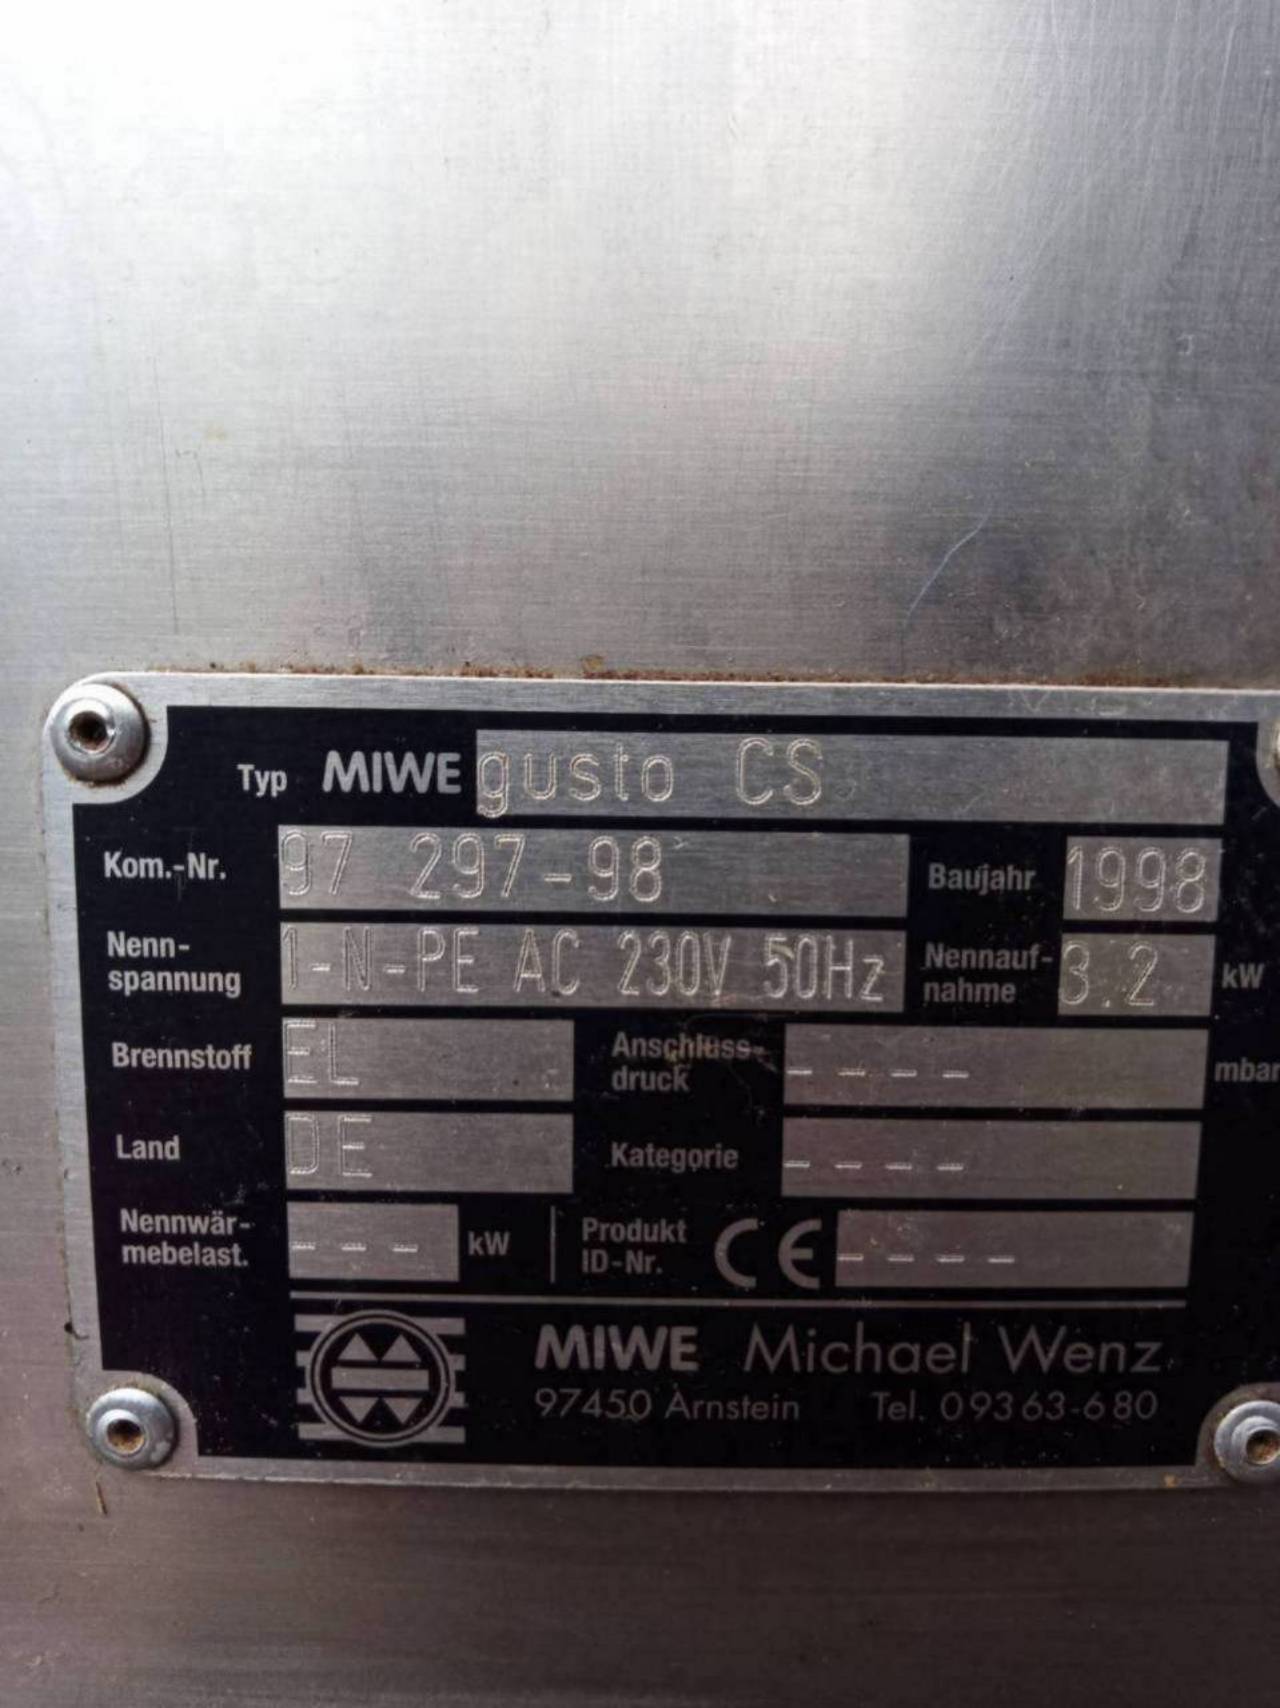 Typ MIWE gusto CS
Kom.-Nr. 97 297-98 Baujahr 1998
Nenn-
spannung 1-N-PE AC 230V 50Hz Nennauf-
nahme 3.2 kW
Brennstoff EL Anschluss-
druck ---- mbar
Land DE Kategorie ----
Nennwär-
mebelast. --- kW Produkt
ID-Nr. CE ----
MIWE Michael Wenz
97450 Arnstein Tel. 09363-680